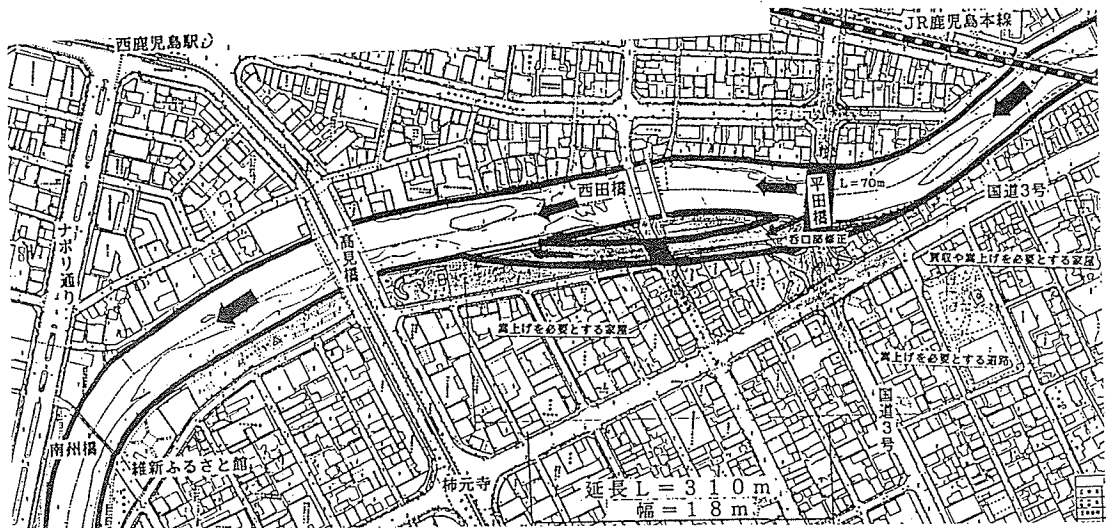 JR鹿児島本線
西鹿児島駅
国道3号
西田橋
平田橋
L=70m
呑口部修正
買収や嵩上げを必要とする家屋
高見橋
ナポリ通り
嵩上げを必要とする家屋
嵩上げを必要とする道路
国道3号
南州橋
維新ふるさと館
柿元寺
延長L=310m
幅=18m